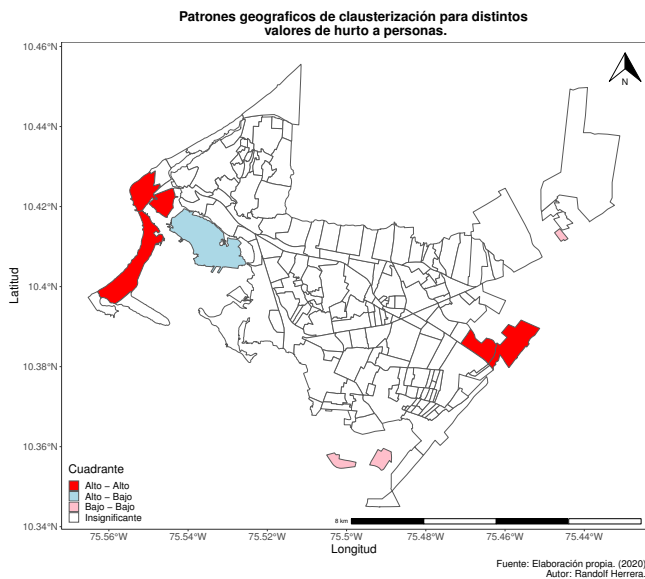 Patrones geograficos de clausterización para distintos
valores de hurto a personas.
10.46°N
10.44°N
10.42°N
10.4°N
10.38°N
10.36°N
10.34°N
Latitud
N
Cuadrante
Alto − Alto
Alto − Bajo
Bajo − Bajo
Insignificante
8 km
75.56°W 75.54°W 75.52°W 75.5°W 75.48°W 75.46°W 75.44°W
Longitud
Fuente: Elaboración propia. (2020)
Autor: Randolf Herrera.